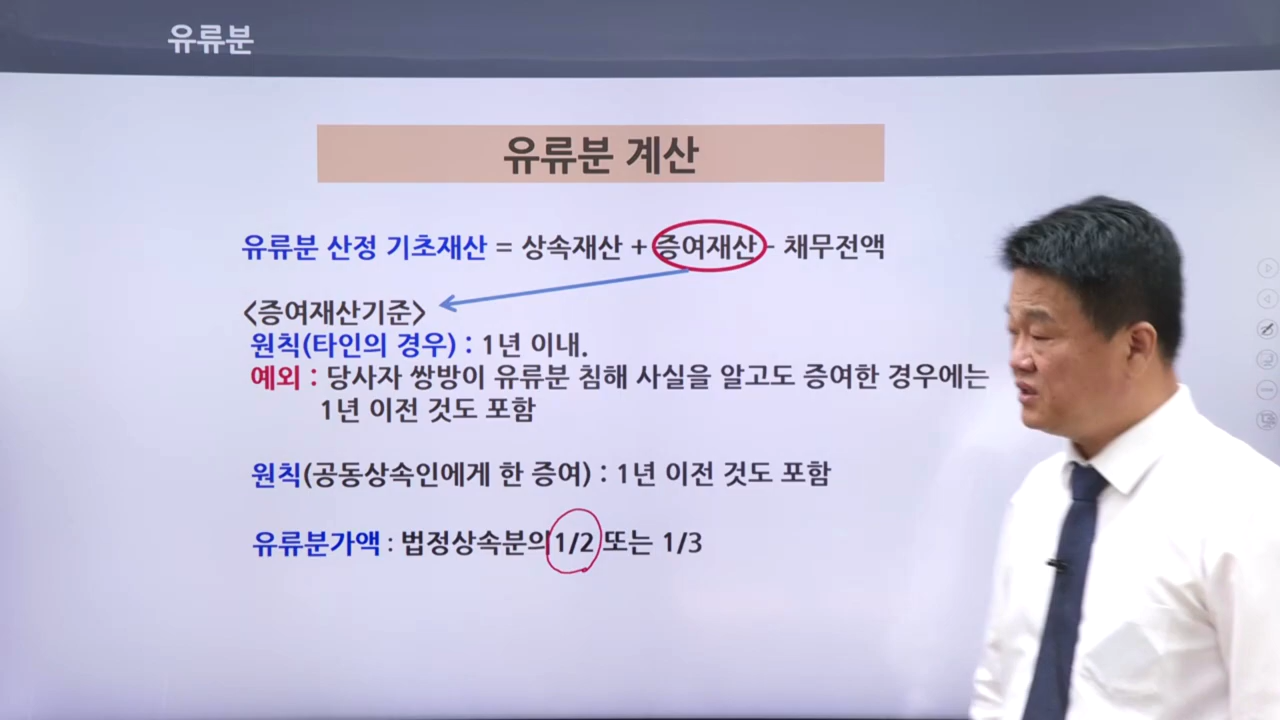 유류분
유류분 계산
유류분 산정 기초재산 = 상속재산 + 증여재산 - 채무전액
<증여재산기준>
원칙(타인의 경우) : 1년 이내.
예외 : 당사자 쌍방이 유류분 침해 사실을 알고도 증여한 경우에는
1년 이전 것도 포함
원칙(공동상속인에게 한 증여) : 1년 이전 것도 포함
유류분가액 : 법정상속분의 1/2 또는 1/3